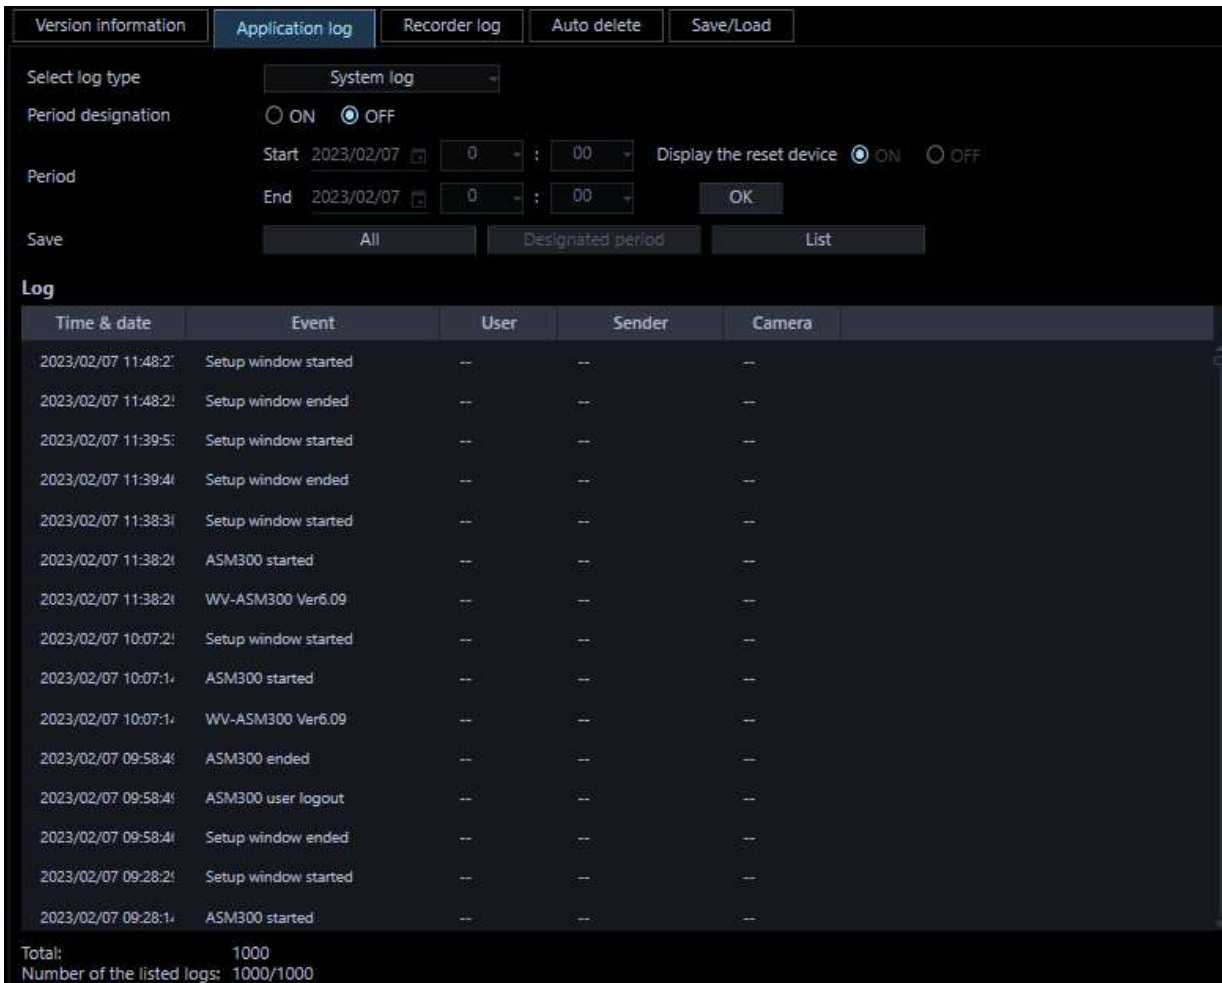 Version information Application log Recorder log Auto delete Save/Load
Select log type System log
Period designation ON OFF
Period
Start 2023/02/07 0 : 00 Display the reset device ON OFF
End 2023/02/07 0 : 00 OK
Save All Designated period List
Log
Time & date Event User Sender Camera
2023/02/07 11:48:2 Setup window started -- -- --
2023/02/07 11:48:2 Setup window ended -- -- --
2023/02/07 11:39:5 Setup window started -- -- --
2023/02/07 11:39:4 Setup window ended -- -- --
2023/02/07 11:38:3 Setup window started -- -- --
2023/02/07 11:38:2 ASM300 started -- -- --
2023/02/07 11:38:2 WV-ASM300 Ver6.09 -- -- --
2023/02/07 10:07:2 Setup window started -- -- --
2023/02/07 10:07:1 ASM300 started -- -- --
2023/02/07 10:07:1 WV-ASM300 Ver6.09 -- -- --
2023/02/07 09:58:4 ASM300 ended -- -- --
2023/02/07 09:58:4 ASM300 user logout -- -- --
2023/02/07 09:58:4 Setup window ended -- -- --
2023/02/07 09:28:2 Setup window started -- -- --
2023/02/07 09:28:1 ASM300 started -- -- --
Total: 1000
Number of the listed logs: 1000/1000